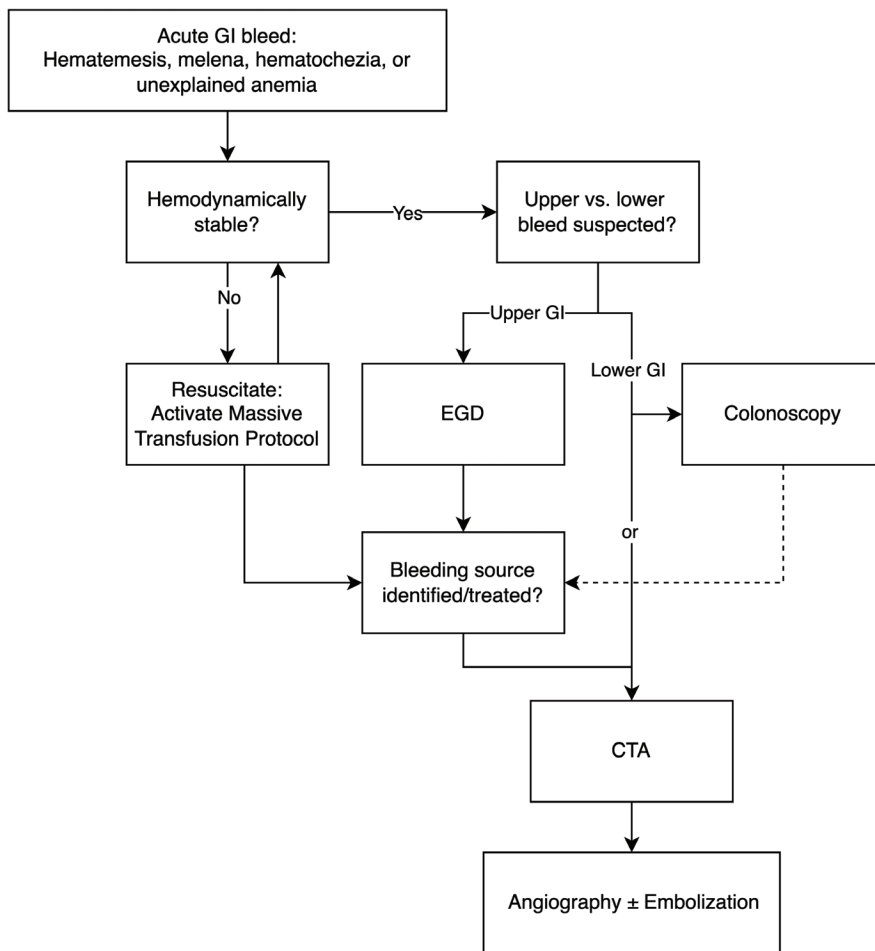 Acute GI bleed:
Hematemesis, melena, hematochezia, or
unexplained anemia
Hemodynamically
stable?
Yes
Upper vs. lower
bleed suspected?
No
Upper GI
Lower GI
Resuscitate:
Activate Massive
Transfusion Protocol
EGD
Colonoscopy
or
Bleeding source
identified/treated?
CTA
Angiography ± Embolization